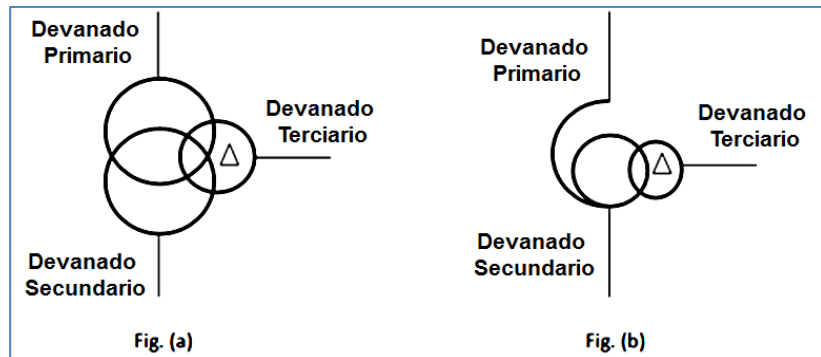 Devanado
Primario
Devanado
Terciario
Δ
Devanado
Secundario
Fig. (a)
Devanado
Primario
Devanado
Terciario
Δ
Devanado
Secundario
Fig. (b)